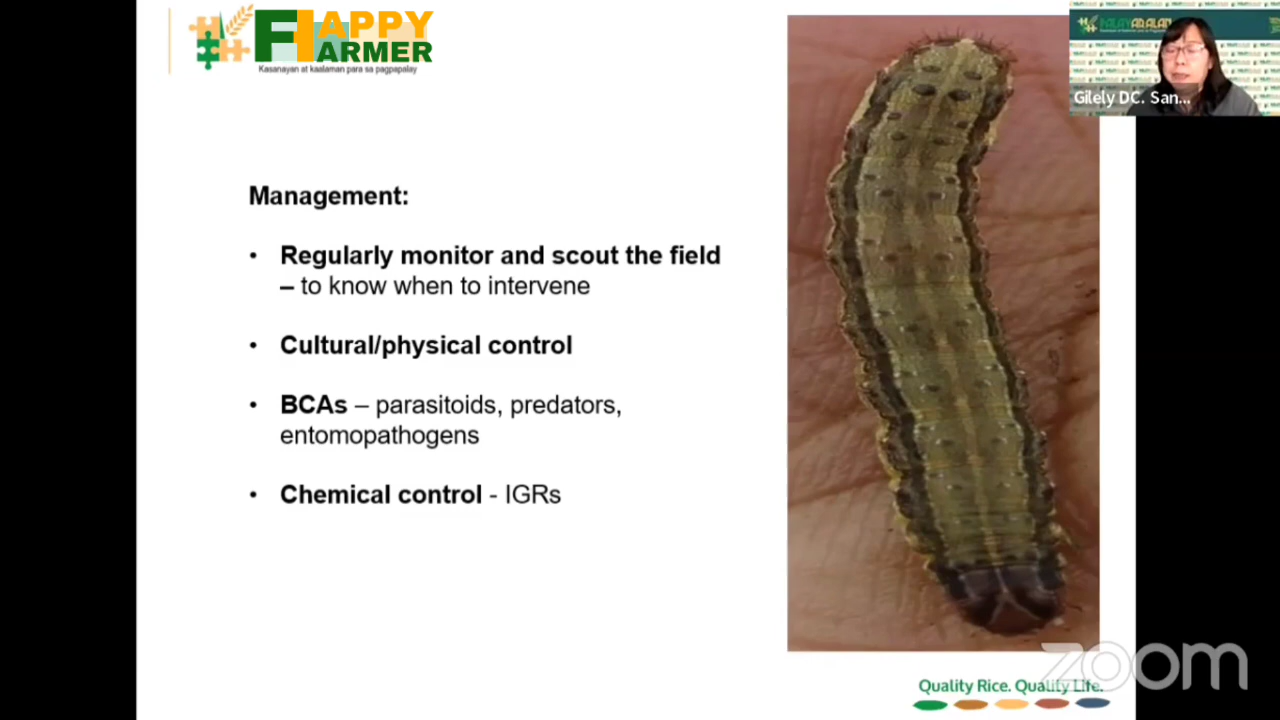 HAPPY
FARMER
Kasanayan at kaalaman para sa pagpapalay
PALAYARALAN
Gilely DC. San...
Management:
• Regularly monitor and scout the field
– to know when to intervene
• Cultural/physical control
• BCAs – parasitoids, predators,
entomopathogens
• Chemical control - IGRs
Quality Rice. Quality Life.
zoom